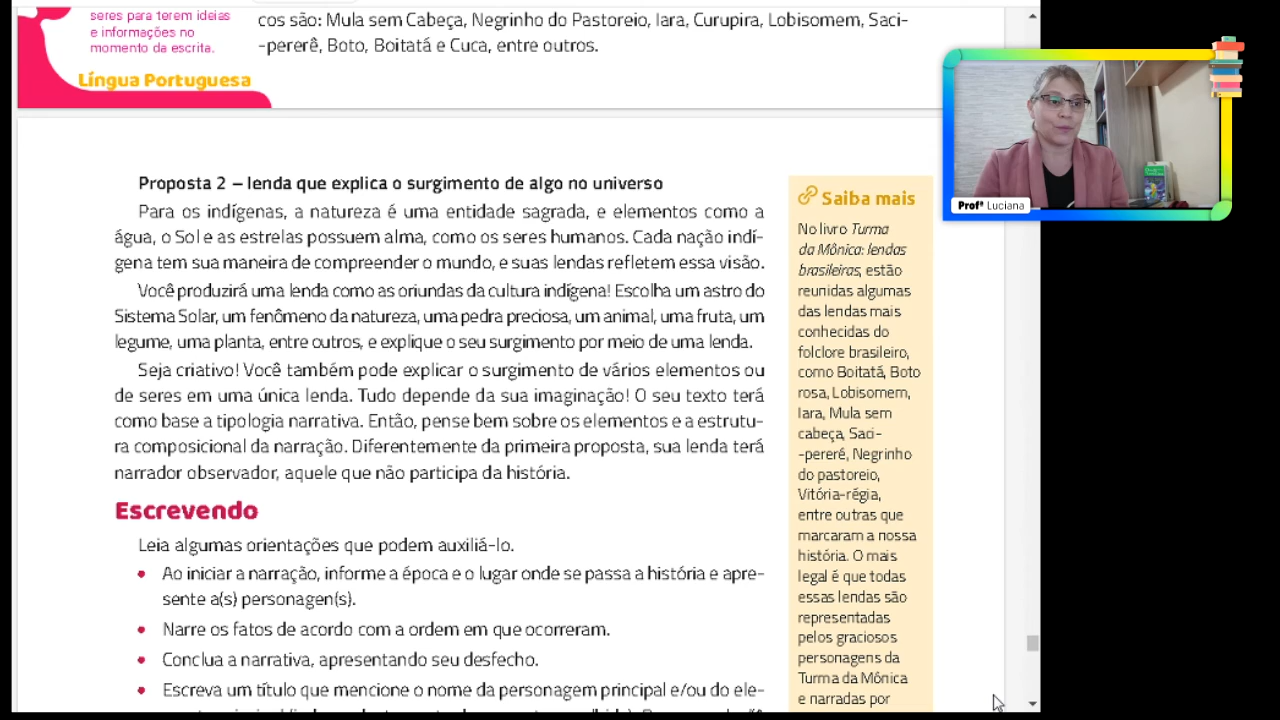 seres para terem ideias
e informações no
momento da escrita.
Língua Portuguesa
cos são: Mula sem Cabeça, Negrinho do Pastoreio, Iara, Curupira, Lobisomem, Saci-
-pererê, Boto, Boitatá e Cuca, entre outros.
Proposta 2 – lenda que explica o surgimento de algo no universo
Para os indígenas, a natureza é uma entidade sagrada, e elementos como a
água, o Sol e as estrelas possuem alma, como os seres humanos. Cada nação indí-
gena tem sua maneira de compreender o mundo, e suas lendas refletem essa visão.
Você produzirá uma lenda como as oriundas da cultura indígena! Escolha um astro do
Sistema Solar, um fenômeno da natureza, uma pedra preciosa, um animal, uma fruta, um
legume, uma planta, entre outros, e explique o seu surgimento por meio de uma lenda.
Seja criativo! Você também pode explicar o surgimento de vários elementos ou
de seres em uma única lenda. Tudo depende da sua imaginação! O seu texto terá
como base a tipologia narrativa. Então, pense bem sobre os elementos e a estrutu-
ra composicional da narração. Diferentemente da primeira proposta, sua lenda terá
narrador observador, aquele que não participa da história.
Escrevendo
Leia algumas orientações que podem auxiliá-lo.
• Ao iniciar a narração, informe a época e o lugar onde se passa a história e apre-
sente a(s) personagem(s).
• Narre os fatos de acordo com a ordem em que ocorreram.
• Conclua a narrativa, apresentando seu desfecho.
• Escreva um título que mencione o nome da personagem principal e/ou do ele-
Saiba mais
No livro Turma
da Mônica: lendas
brasileiras, estão
reunidas algumas
das lendas mais
conhecidas do
folclore brasileiro,
como Boitatá, Boto
rosa, Lobisomem,
Iara, Mula sem
cabeça, Saci-
-pererê, Negrinho
do pastoreio,
Vitória-régia,
entre outras que
marcaram a nossa
história. O mais
legal é que todas
essas lendas são
representadas
pelos graciosos
personagens da
Turma da Mônica
e narradas por
Profª Luciana